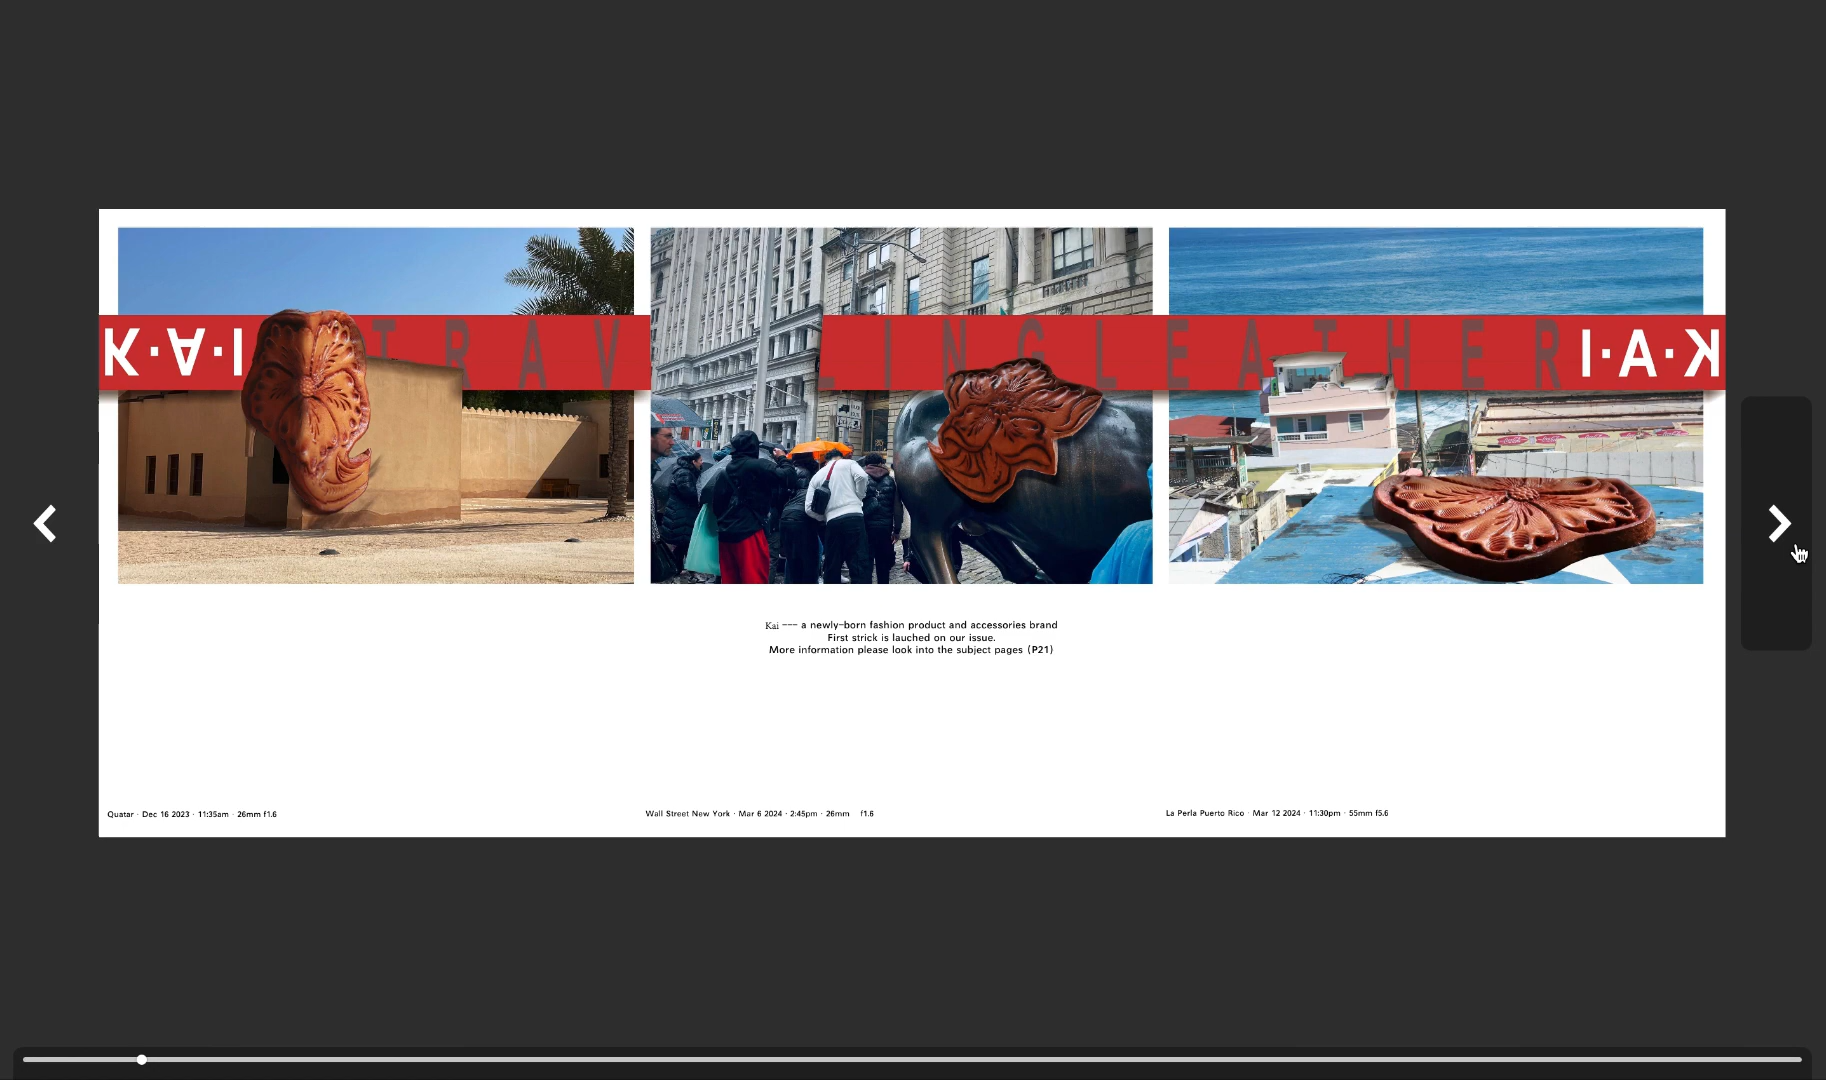 K·∀·I TRAV LINGLEATHER I·A·K
Kai --- a newly-born fashion product and accessories brand
First strick is lauched on our issue.
More information please look into the subject pages (P21)
Quatar · Dec 16 2023 · 11:35am · 26mm f1.6
Wall Street New York · Mar 6 2024 · 2:45pm · 26mm f1.6
La Perla Puerto Rico · Mar 12 2024 · 11:30pm · 55mm f5.6